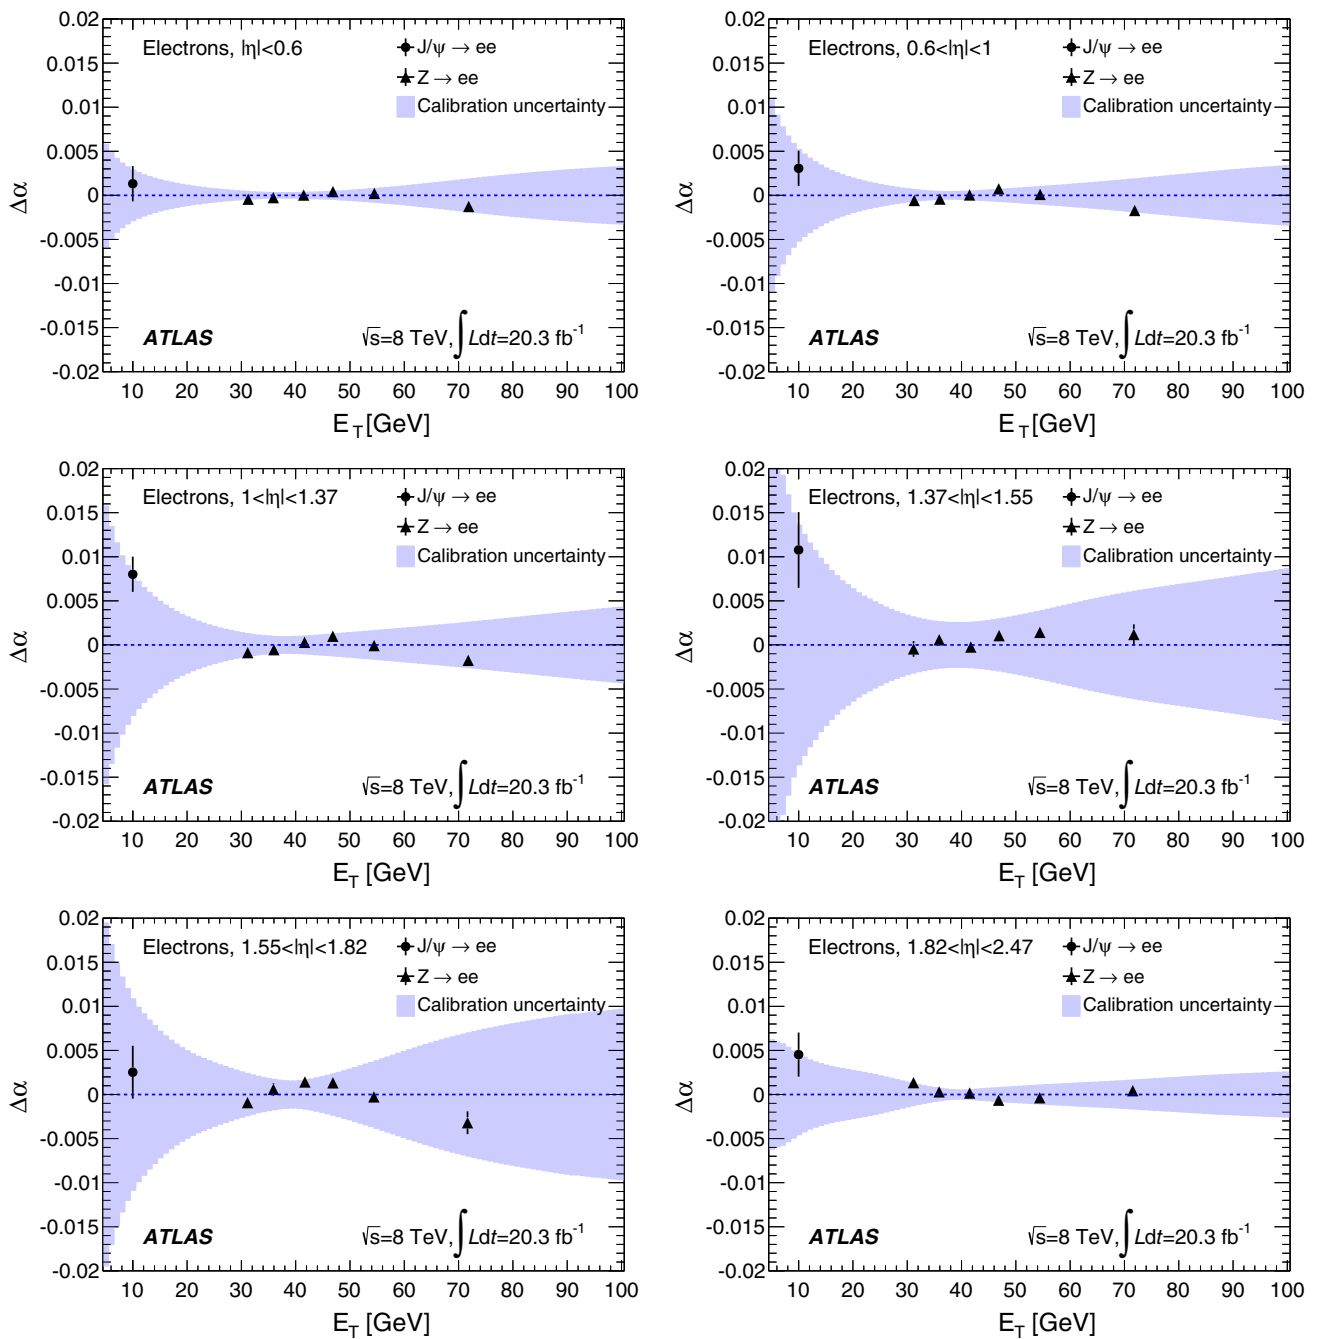 0.02
0.015
0.01
0.005
0
-0.005
-0.01
-0.015
-0.02
Δα
Electrons, |η|<0.6
J/ψ → ee
Z → ee
Calibration uncertainty
ATLAS
√s=8 TeV, ∫ Ldt=20.3 fb⁻¹
10 20 30 40 50 60 70 80 90 100
E_T [GeV]
0.02
0.015
0.01
0.005
0
-0.005
-0.01
-0.015
-0.02
Δα
Electrons, 0.6<|η|<1
J/ψ → ee
Z → ee
Calibration uncertainty
ATLAS
√s=8 TeV, ∫ Ldt=20.3 fb⁻¹
10 20 30 40 50 60 70 80 90 100
E_T [GeV]
0.02
0.015
0.01
0.005
0
-0.005
-0.01
-0.015
-0.02
Δα
Electrons, 1<|η|<1.37
J/ψ → ee
Z → ee
Calibration uncertainty
ATLAS
√s=8 TeV, ∫ Ldt=20.3 fb⁻¹
10 20 30 40 50 60 70 80 90 100
E_T [GeV]
0.02
0.015
0.01
0.005
0
-0.005
-0.01
-0.015
-0.02
Δα
Electrons, 1.37<|η|<1.55
J/ψ → ee
Z → ee
Calibration uncertainty
ATLAS
√s=8 TeV, ∫ Ldt=20.3 fb⁻¹
10 20 30 40 50 60 70 80 90 100
E_T [GeV]
0.02
0.015
0.01
0.005
0
-0.005
-0.01
-0.015
-0.02
Δα
Electrons, 1.55<|η|<1.82
J/ψ → ee
Z → ee
Calibration uncertainty
ATLAS
√s=8 TeV, ∫ Ldt=20.3 fb⁻¹
10 20 30 40 50 60 70 80 90 100
E_T [GeV]
0.02
0.015
0.01
0.005
0
-0.005
-0.01
-0.015
-0.02
Δα
Electrons, 1.82<|η|<2.47
J/ψ → ee
Z → ee
Calibration uncertainty
ATLAS
√s=8 TeV, ∫ Ldt=20.3 fb⁻¹
10 20 30 40 50 60 70 80 90 100
E_T [GeV]